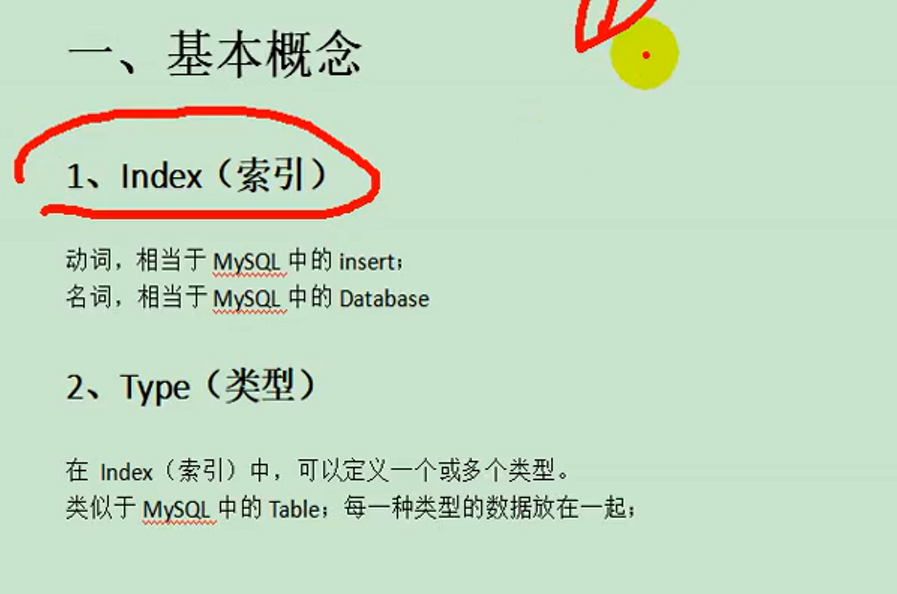 一、基本概念
1、Index（索引）
动词，相当于 MySQL 中的 insert；
名词，相当于 MySQL 中的 Database
2、Type（类型）
在 Index（索引）中，可以定义一个或多个类型。
类似于 MySQL 中的 Table；每一种类型的数据放在一起；